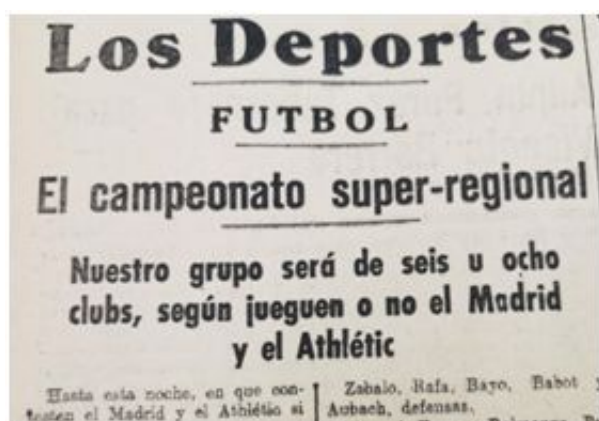 Los Deportes
FUTBOL
El campeonato super-regional
Nuestro grupo será de seis u ocho
clubs, según jueguen o no el Madrid
y el Athlétic
Hasta esta noche, en que con-
testen el Madrid y el Athlétic si
Zabalo, Rafa, Bayo, Babot
Aubach, defensas.